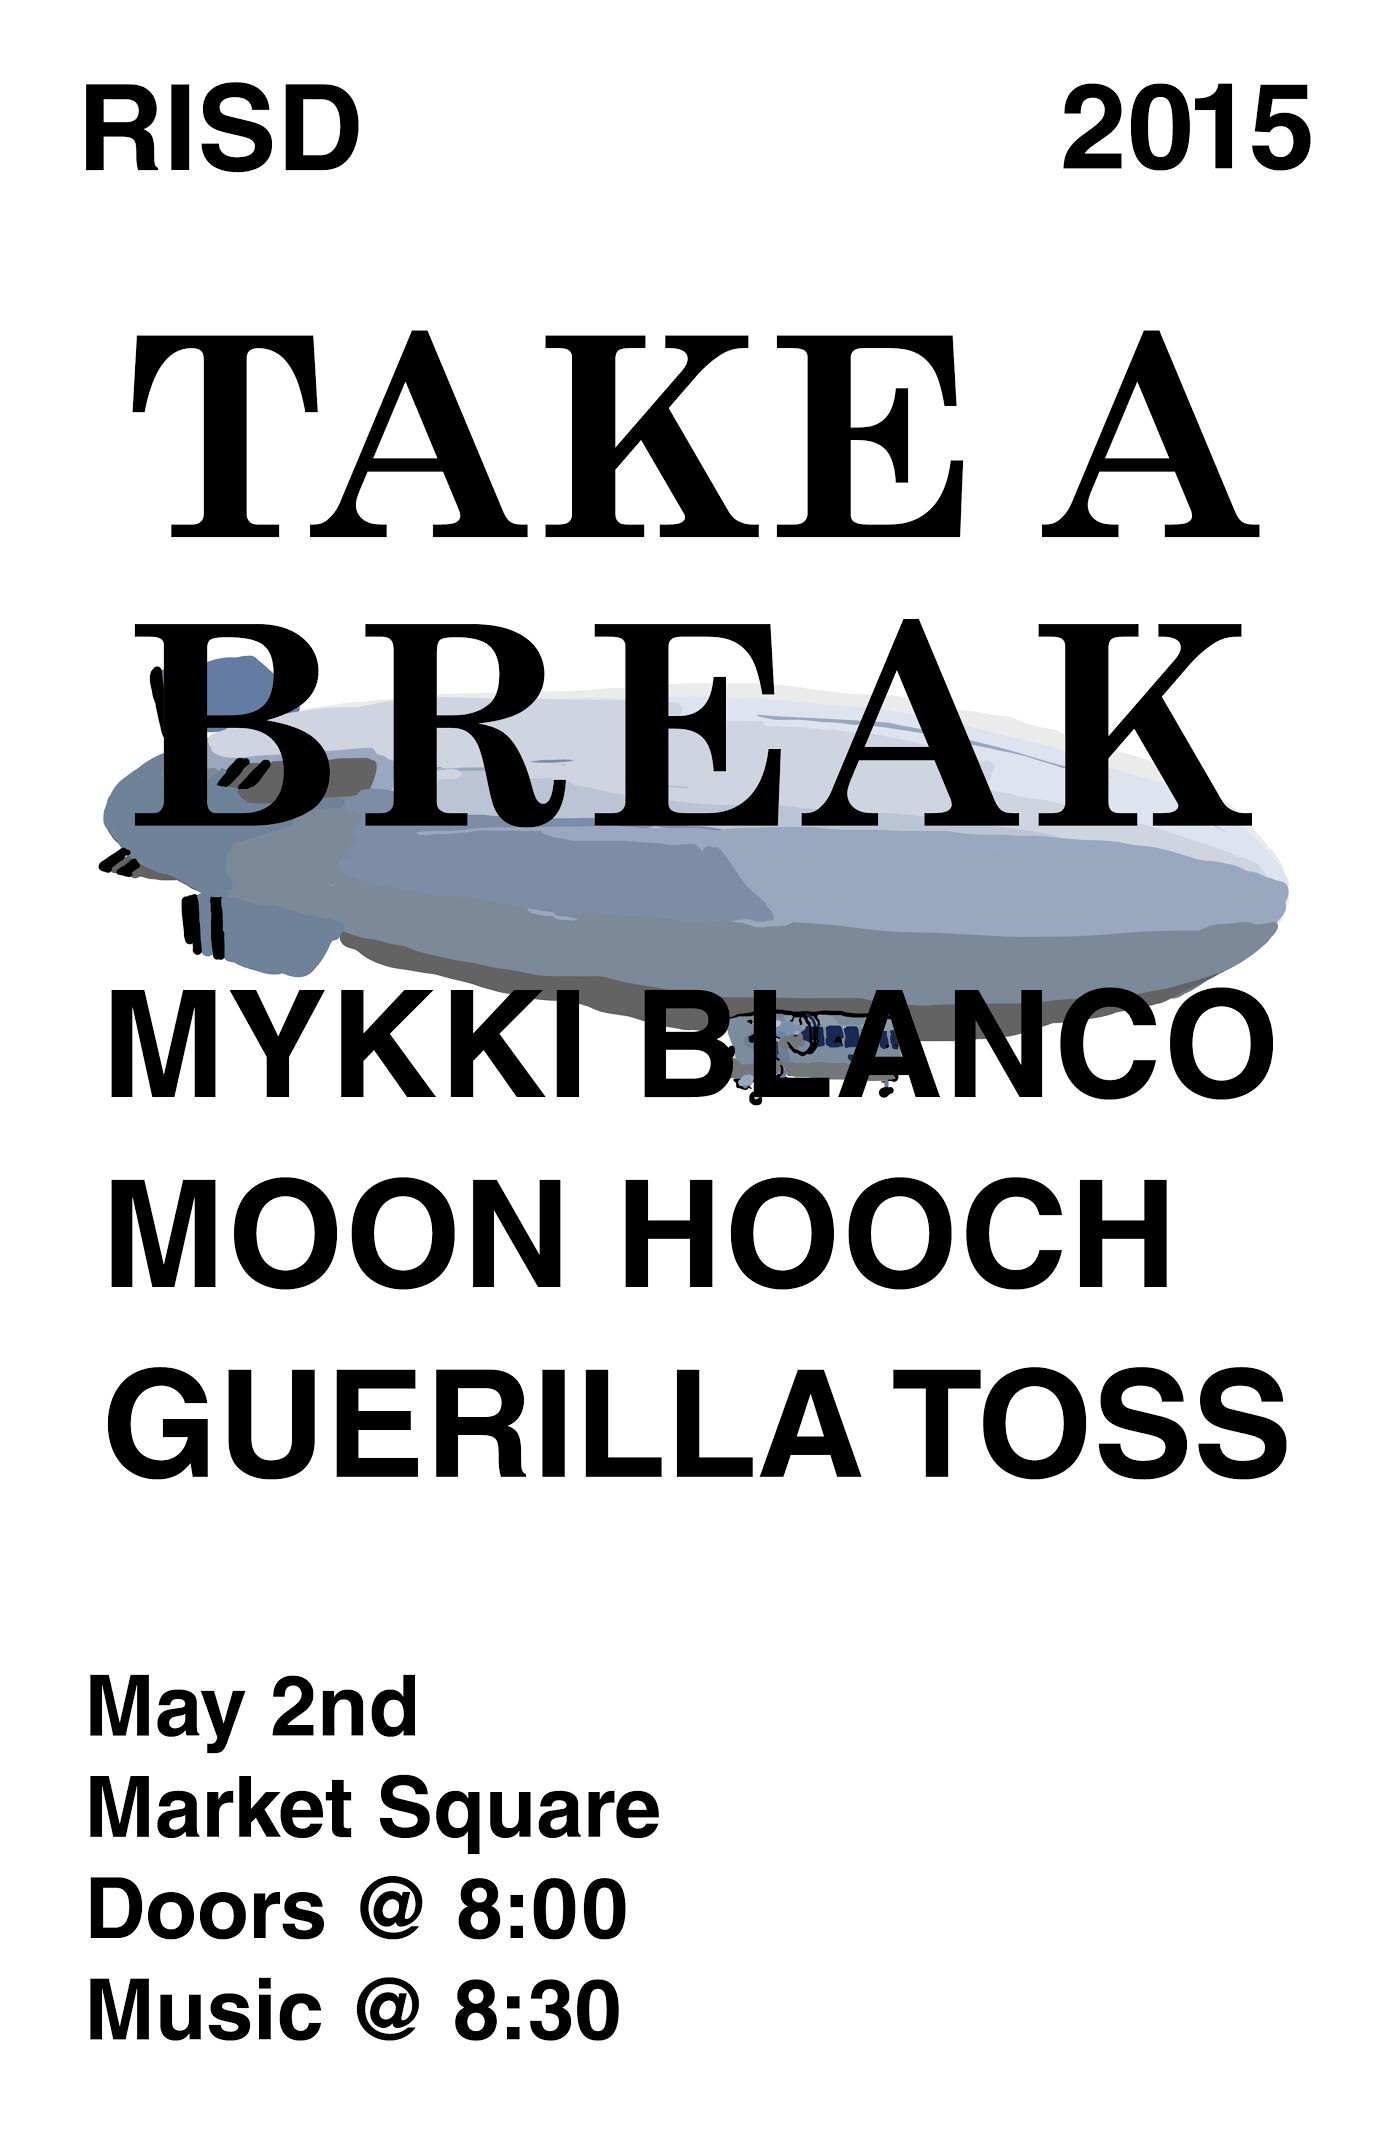 RISD 2015
TAKE A
BREAK
MYKKI BLANCO
MOON HOOCH
GUERILLA TOSS
May 2nd
Market Square
Doors @ 8:00
Music @ 8:30